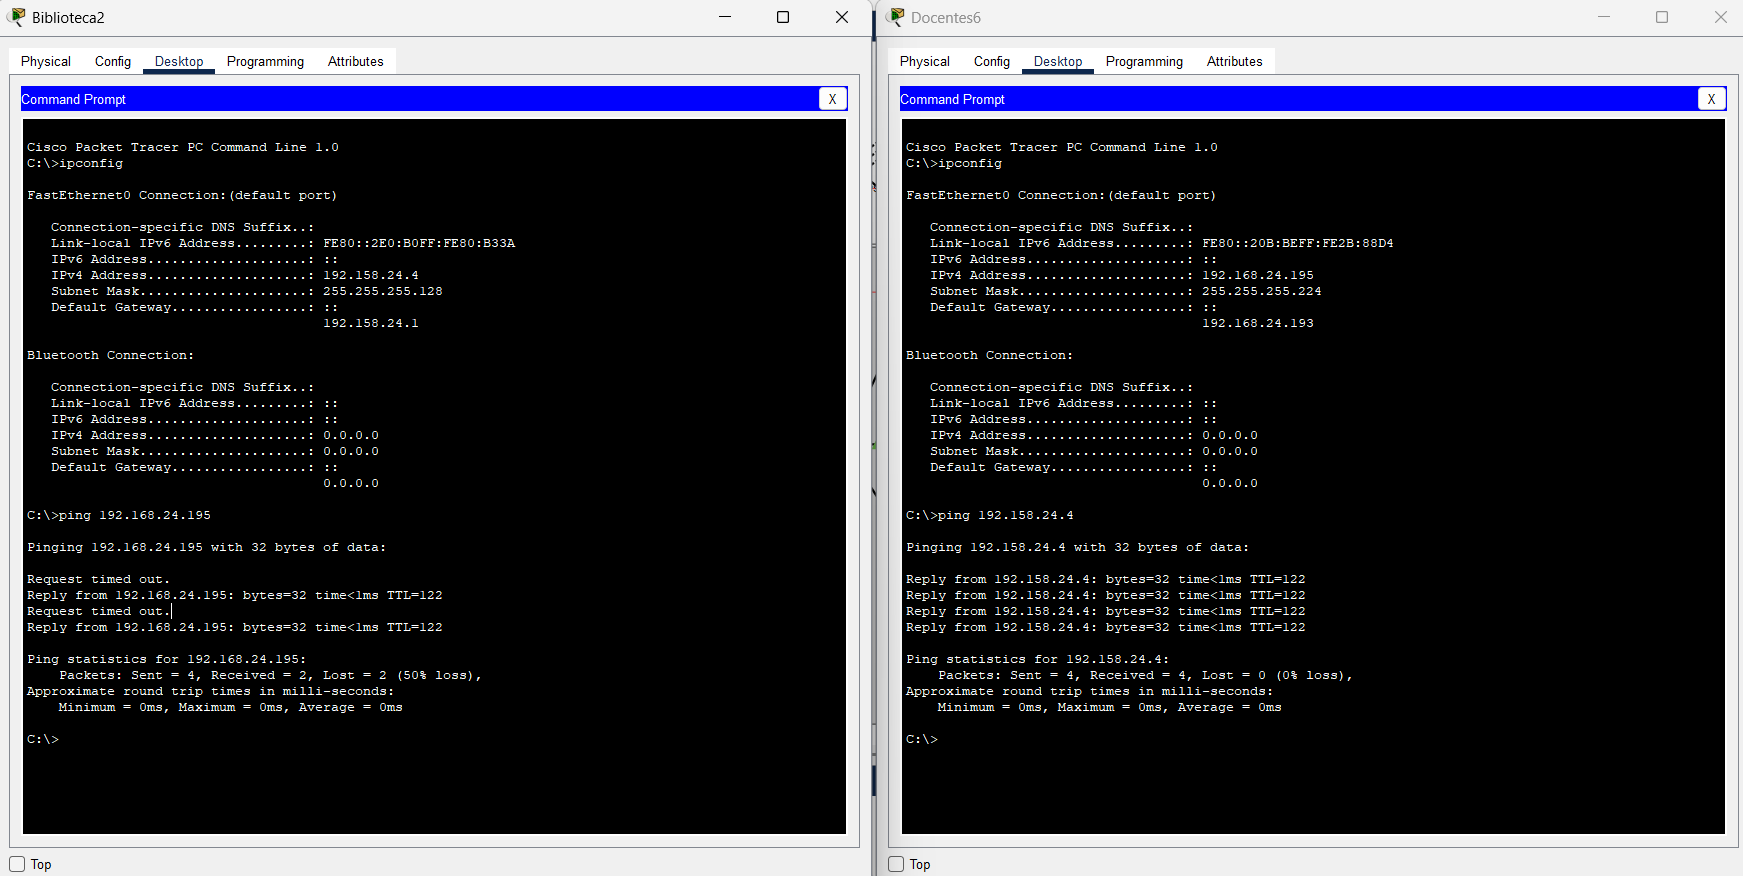 Biblioteca2
Physical Config Desktop Programming Attributes
Command Prompt X
Cisco Packet Tracer PC Command Line 1.0
C:\>ipconfig
FastEthernet0 Connection:(default port)
Connection-specific DNS Suffix..:
Link-local IPv6 Address.........: FE80::2E0:B0FF:FE80:B33A
IPv6 Address....................: ::
IPv4 Address....................: 192.158.24.4
Subnet Mask.....................: 255.255.255.128
Default Gateway.................: ::
192.158.24.1
Bluetooth Connection:
Connection-specific DNS Suffix..:
Link-local IPv6 Address.........: ::
IPv6 Address....................: ::
IPv4 Address....................: 0.0.0.0
Subnet Mask.....................: 0.0.0.0
Default Gateway.................: ::
0.0.0.0
C:\>ping 192.168.24.195
Pinging 192.168.24.195 with 32 bytes of data:
Request timed out.
Reply from 192.168.24.195: bytes=32 time<1ms TTL=122
Request timed out.
Reply from 192.168.24.195: bytes=32 time<1ms TTL=122
Ping statistics for 192.168.24.195:
Packets: Sent = 4, Received = 2, Lost = 2 (50% loss),
Approximate round trip times in milli-seconds:
Minimum = 0ms, Maximum = 0ms, Average = 0ms
C:\>
Top
Docentes6
Physical Config Desktop Programming Attributes
Command Prompt X
Cisco Packet Tracer PC Command Line 1.0
C:\>ipconfig
FastEthernet0 Connection:(default port)
Connection-specific DNS Suffix..:
Link-local IPv6 Address.........: FE80::20B:BEFF:FE2B:88D4
IPv6 Address....................: ::
IPv4 Address....................: 192.168.24.195
Subnet Mask.....................: 255.255.255.224
Default Gateway.................: ::
192.168.24.193
Bluetooth Connection:
Connection-specific DNS Suffix..:
Link-local IPv6 Address.........: ::
IPv6 Address....................: ::
IPv4 Address....................: 0.0.0.0
Subnet Mask.....................: 0.0.0.0
Default Gateway.................: ::
0.0.0.0
C:\>ping 192.158.24.4
Pinging 192.158.24.4 with 32 bytes of data:
Reply from 192.158.24.4: bytes=32 time<1ms TTL=122
Reply from 192.158.24.4: bytes=32 time<1ms TTL=122
Reply from 192.158.24.4: bytes=32 time<1ms TTL=122
Reply from 192.158.24.4: bytes=32 time<1ms TTL=122
Ping statistics for 192.158.24.4:
Packets: Sent = 4, Received = 4, Lost = 0 (0% loss),
Approximate round trip times in milli-seconds:
Minimum = 0ms, Maximum = 0ms, Average = 0ms
C:\>
Top